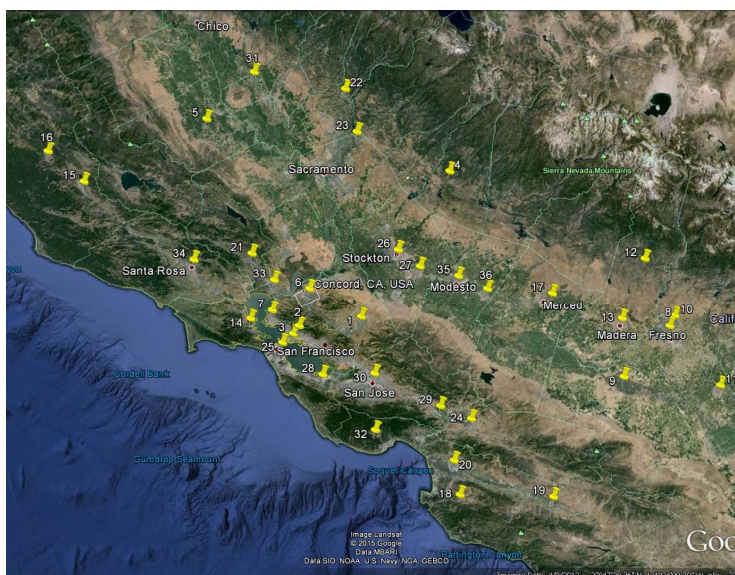 Chico
31
22
5
23
16
Sacramento
4
Sierra Nevada Mountains
15
26
21
34
Stockton
12
27
Santa Rosa
35
33
36
6
Concord, CA, USA
Modesto
17
7
Merced
2
1
13
8
10
14
3
Madera
Fresno
25
San Francisco
28
30
9
Cordell Bank
San Jose
29
24
32
Gumdrop Seamount
20
Soquel Canyon
18
19
Image Landsat
© 2015 Google
Data MBARI
Data SIO, NOAA, U.S. Navy, NGA, GEBCO
Partington Canyon
Goo